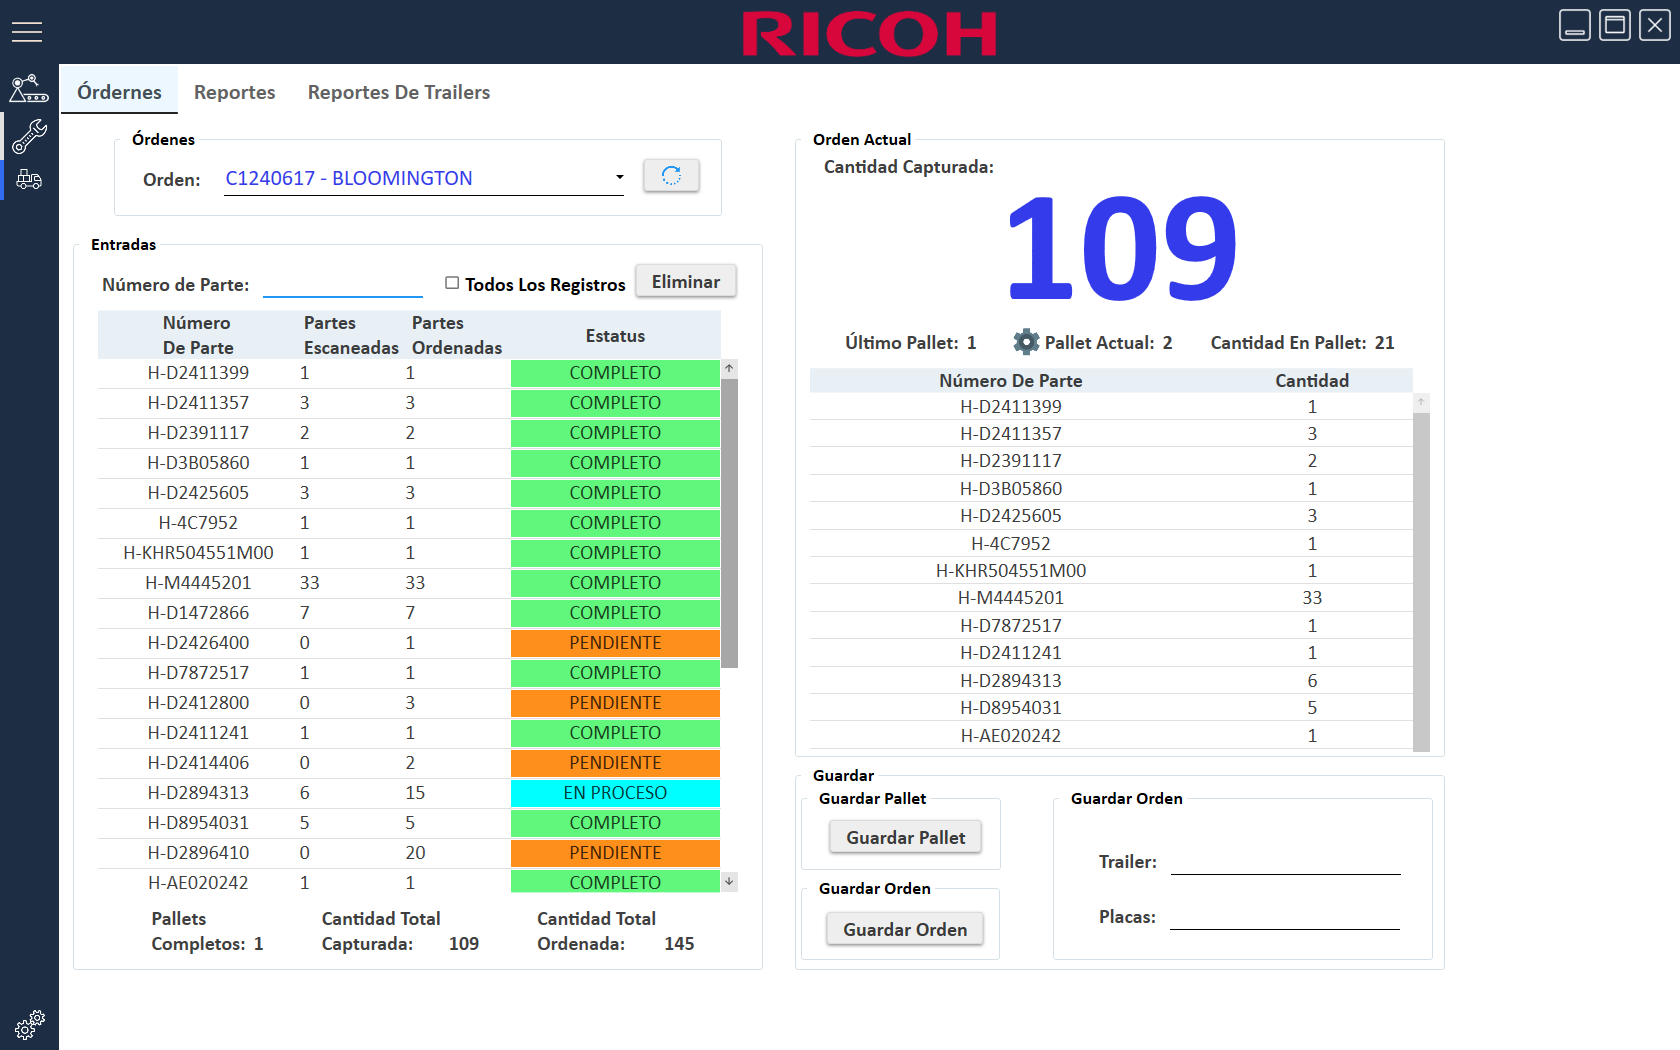 RICOH
Órdernes Reportes Reportes De Trailers
Órdenes
Orden: C1240617 - BLOOMINGTON
Entradas
Número de Parte: Todos Los Registros Eliminar
Número De Parte Partes Escaneadas Partes Ordenadas Estatus
H-D2411399 1 1 COMPLETO
H-D2411357 3 3 COMPLETO
H-D2391117 2 2 COMPLETO
H-D3B05860 1 1 COMPLETO
H-D2425605 3 3 COMPLETO
H-4C7952 1 1 COMPLETO
H-KHR504551M00 1 1 COMPLETO
H-M4445201 33 33 COMPLETO
H-D1472866 7 7 COMPLETO
H-D2426400 0 1 PENDIENTE
H-D7872517 1 1 COMPLETO
H-D2412800 0 3 PENDIENTE
H-D2411241 1 1 COMPLETO
H-D2414406 0 2 PENDIENTE
H-D2894313 6 15 EN PROCESO
H-D8954031 5 5 COMPLETO
H-D2896410 0 20 PENDIENTE
H-AE020242 1 1 COMPLETO
Pallets Completos: 1 Cantidad Total Capturada: 109 Cantidad Total Ordenada: 145
Orden Actual
Cantidad Capturada:
109
Último Pallet: 1 Pallet Actual: 2 Cantidad En Pallet: 21
Número De Parte Cantidad
H-D2411399 1
H-D2411357 3
H-D2391117 2
H-D3B05860 1
H-D2425605 3
H-4C7952 1
H-KHR504551M00 1
H-M4445201 33
H-D7872517 1
H-D2411241 1
H-D2894313 6
H-D8954031 5
H-AE020242 1
Guardar
Guardar Pallet
Guardar Pallet
Guardar Orden
Guardar Orden
Guardar Orden
Trailer:
Placas: